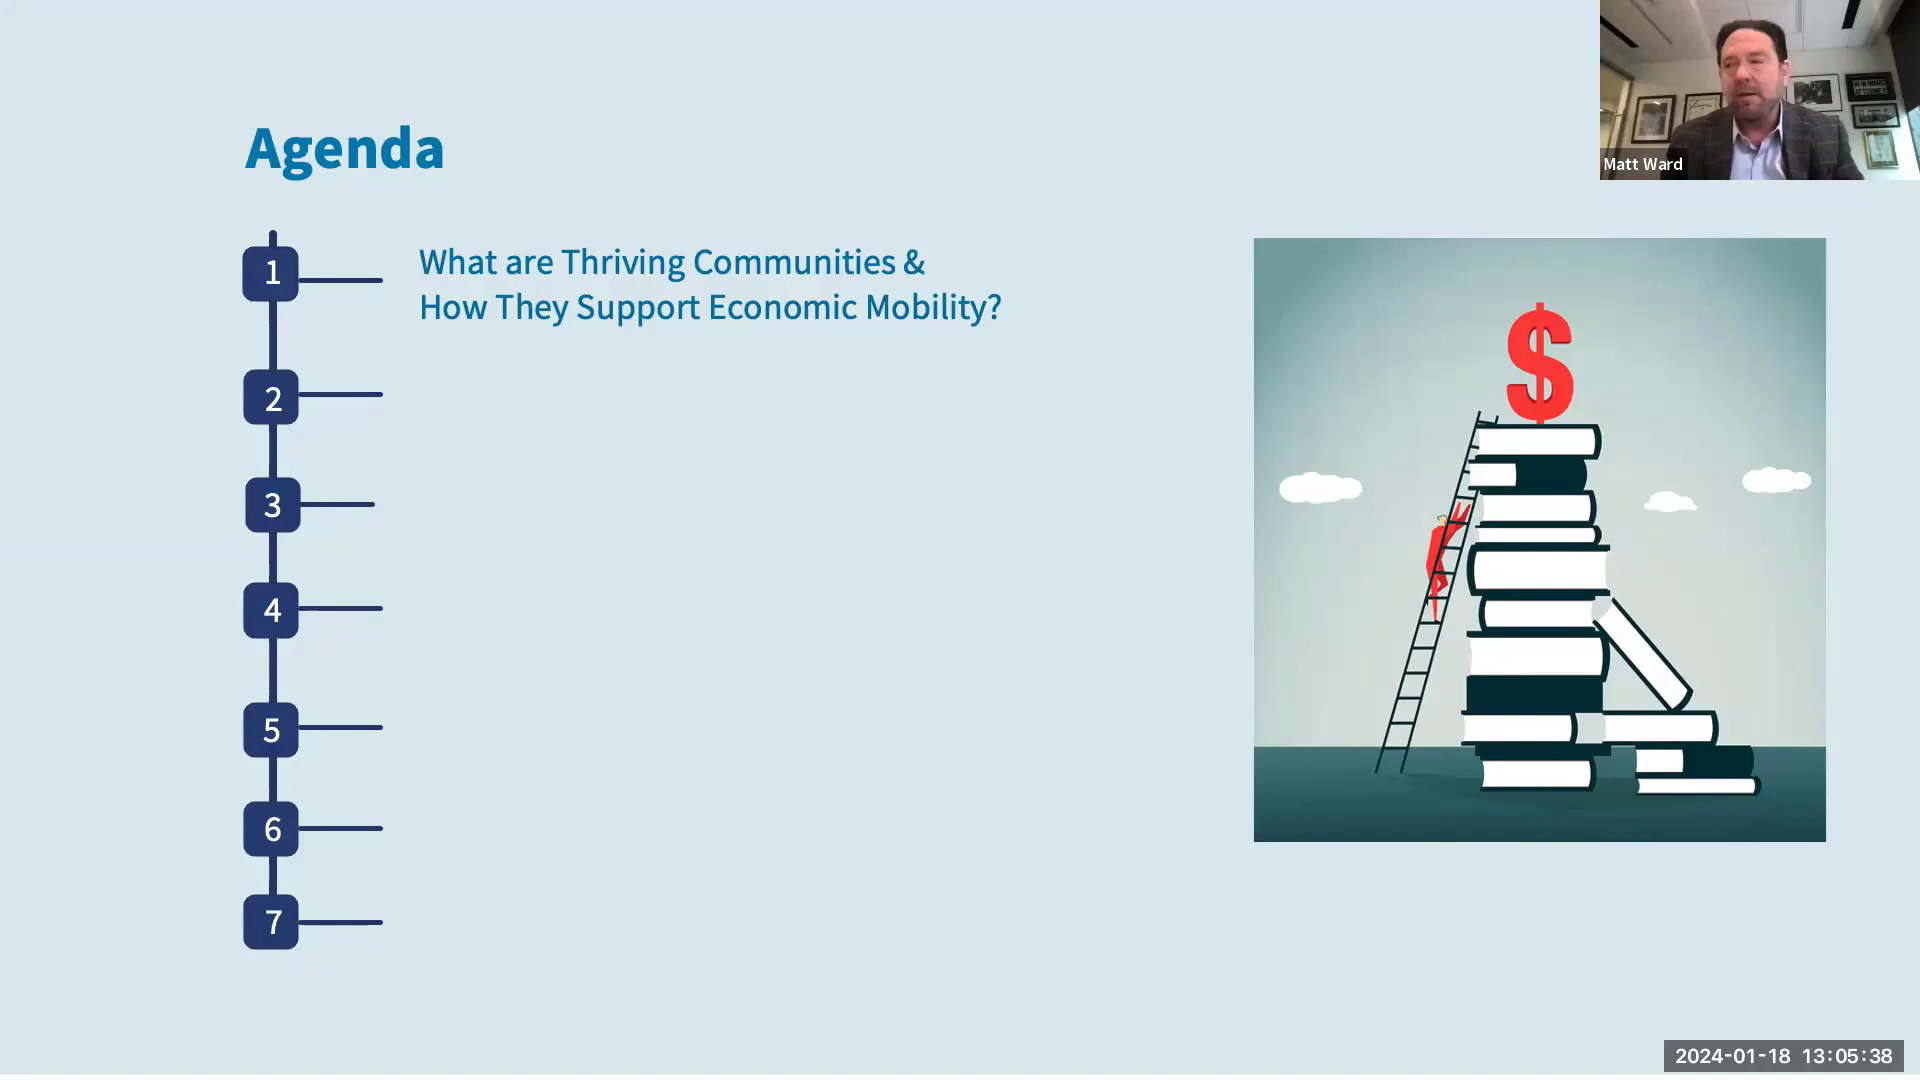 Agenda
1
What are Thriving Communities &
How They Support Economic Mobility?
2
3
4
5
6
7
$
Matt Ward
2024-01-18 13:05:38